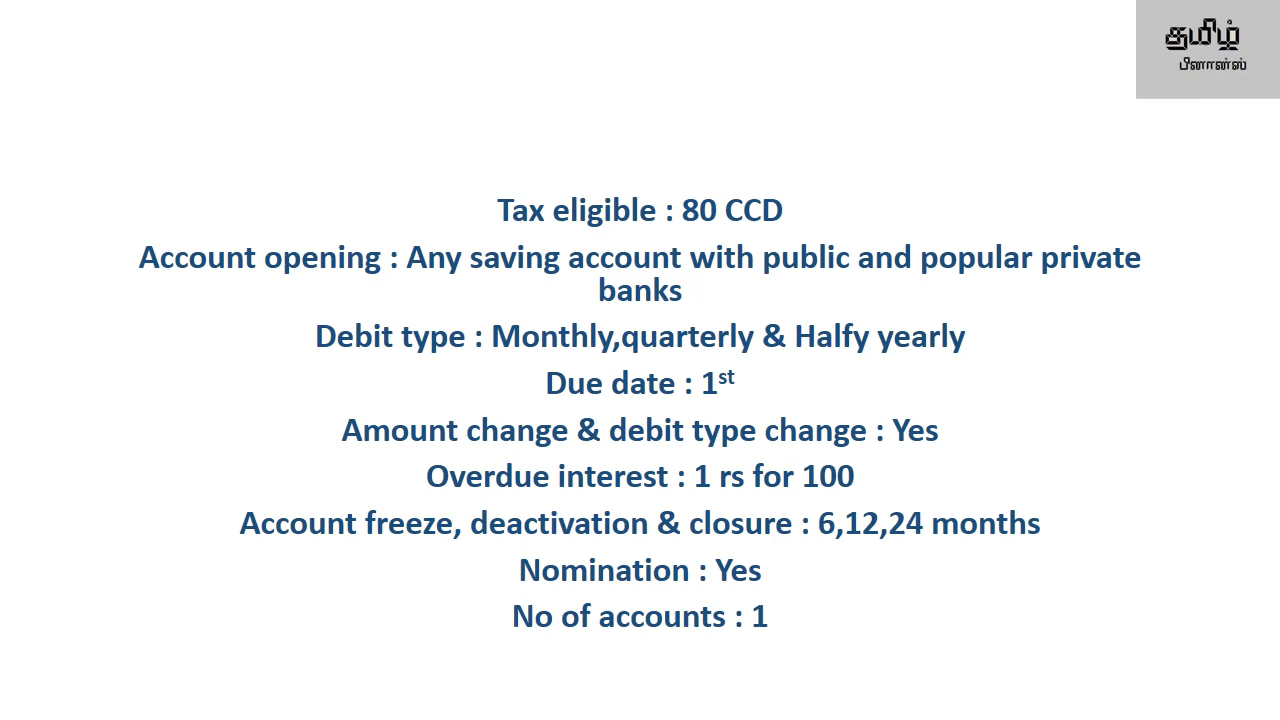 தமிழ்
பீனான்ஸ்
Tax eligible : 80 CCD
Account opening : Any saving account with public and popular private
banks
Debit type : Monthly,quarterly & Halfy yearly
Due date : 1st
Amount change & debit type change : Yes
Overdue interest : 1 rs for 100
Account freeze, deactivation & closure : 6,12,24 months
Nomination : Yes
No of accounts : 1